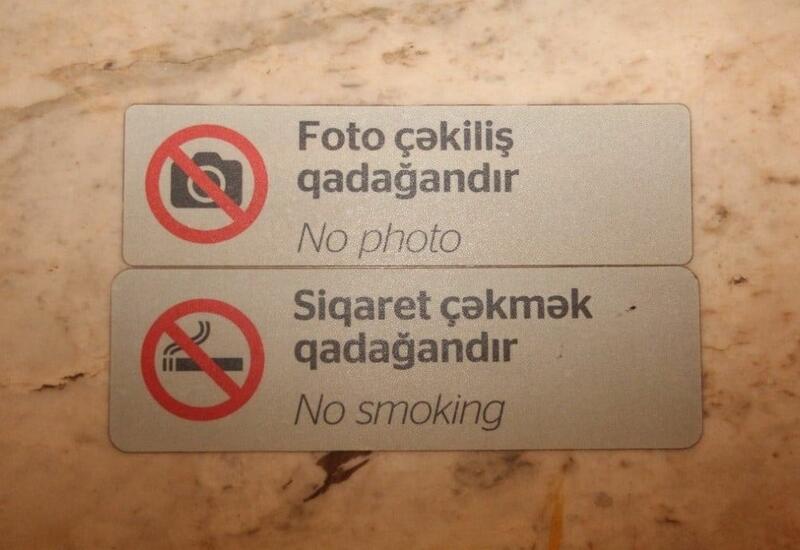 Foto çəkiliş
qadağandır
No photo
Siqaret çəkmək
qadağandır
No smoking